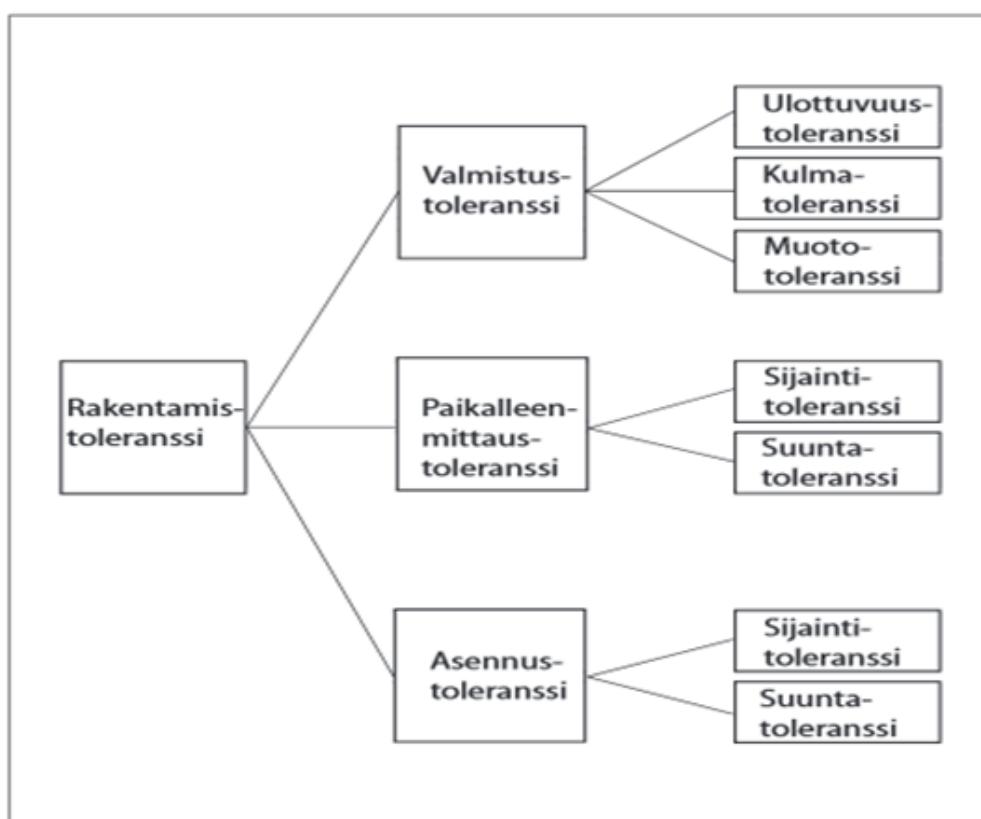 Rakentamis-
toleranssi
Valmistus-
toleranssi
Ulottuvuus-
toleranssi
Kulma-
toleranssi
Muoto-
toleranssi
Paikalleen-
mittaus-
toleranssi
Sijainti-
toleranssi
Suunta-
toleranssi
Asennus-
toleranssi
Sijainti-
toleranssi
Suunta-
toleranssi